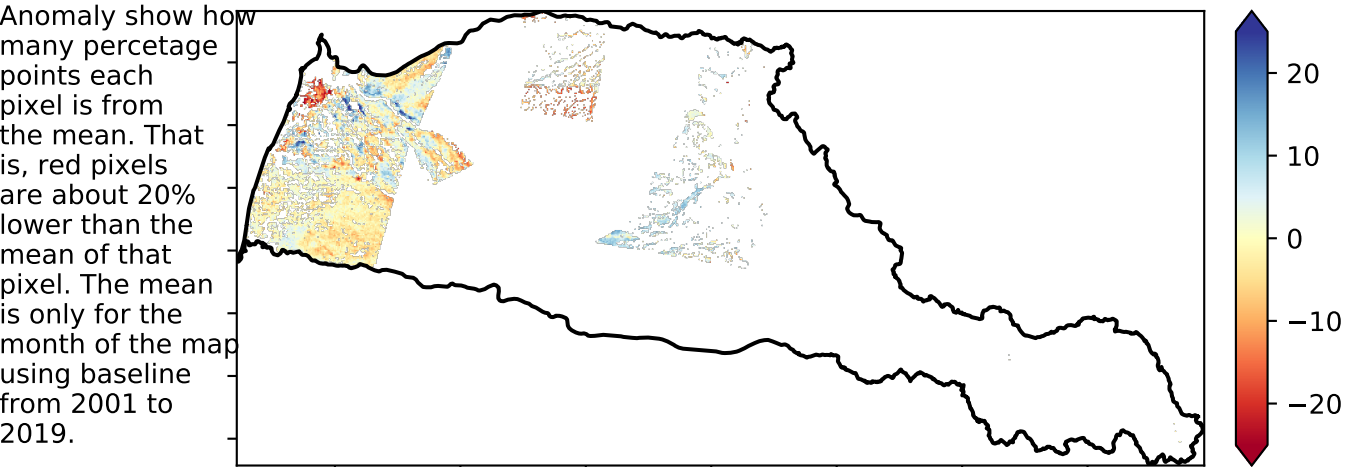 Anomaly show how
many percetage
points each
pixel is from
the mean. That
is, red pixels
are about 20%
lower than the
mean of that
pixel. The mean
is only for the
month of the map
using baseline
from 2001 to
2019.
20
10
0
−10
−20